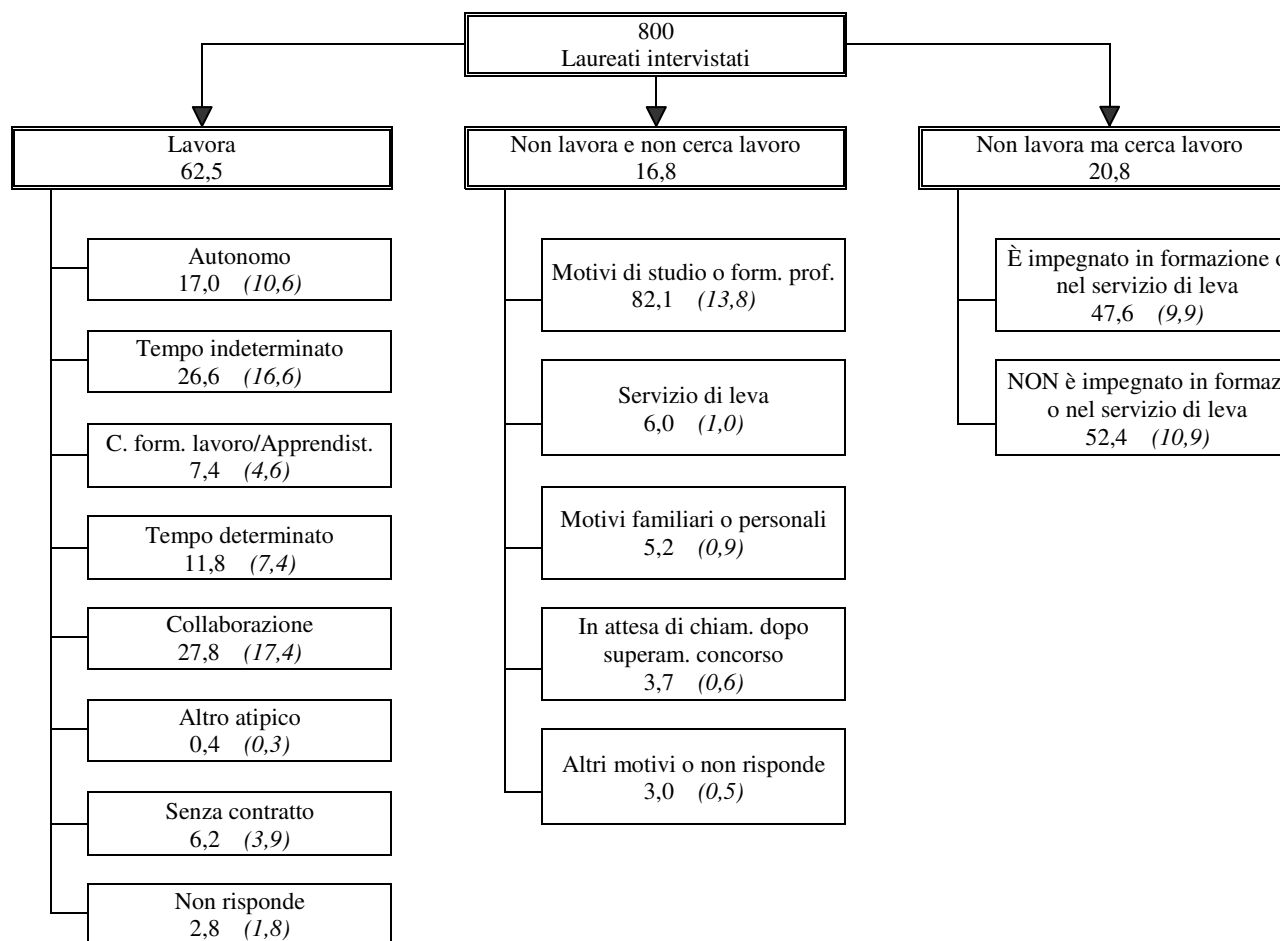 800
Laureati intervistati
Lavora
62,5
Autonomo
17,0 (10,6)
Tempo indeterminato
26,6 (16,6)
C. form. lavoro/Apprendist.
7,4 (4,6)
Tempo determinato
11,8 (7,4)
Collaborazione
27,8 (17,4)
Altro atipico
0,4 (0,3)
Senza contratto
6,2 (3,9)
Non risponde
2,8 (1,8)
Non lavora e non cerca lavoro
16,8
Motivi di studio o form. prof.
82,1 (13,8)
Servizio di leva
6,0 (1,0)
Motivi familiari o personali
5,2 (0,9)
In attesa di chiam. dopo
superam. concorso
3,7 (0,6)
Altri motivi o non risponde
3,0 (0,5)
Non lavora ma cerca lavoro
20,8
È impegnato in formazione o
nel servizio di leva
47,6 (9,9)
NON è impegnato in formaz
o nel servizio di leva
52,4 (10,9)